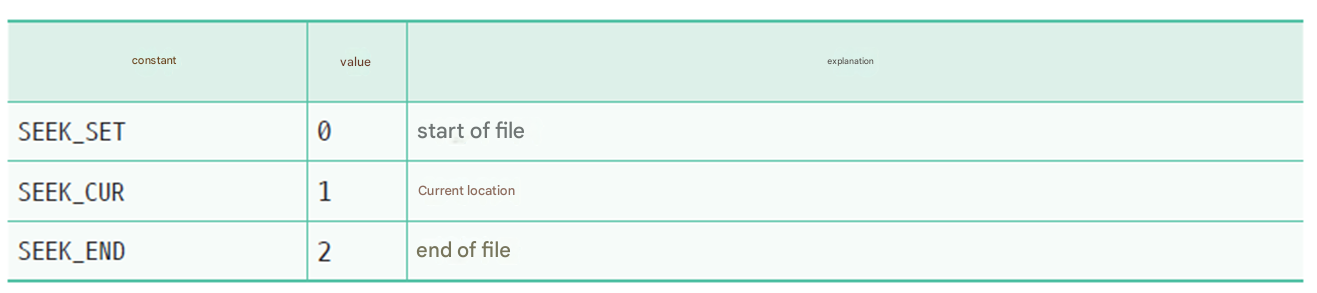 constant value explanation
SEEK_SET 0 start of file
SEEK_CUR 1 Current location
SEEK_END 2 end of file